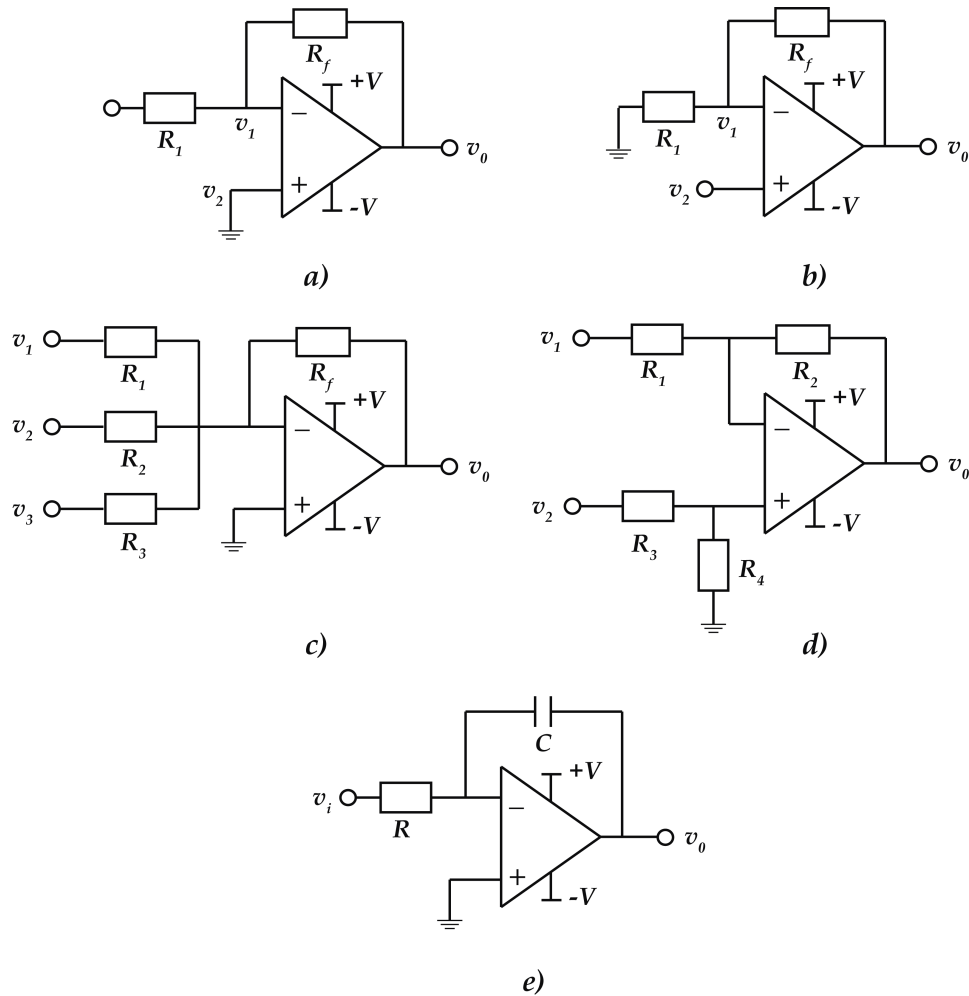 R_f
+V
R_1
v_1
−
v_0
v_2
+
-V
a)
R_f
+V
R_1
v_1
−
v_0
v_2
+
-V
b)
v_1
R_1
R_f
+V
v_2
R_2
−
v_0
v_3
R_3
+
-V
c)
v_1
R_1
R_2
+V
−
v_0
v_2
R_3
+
-V
R_4
d)
C
+V
v_i
R
−
v_0
+
-V
e)